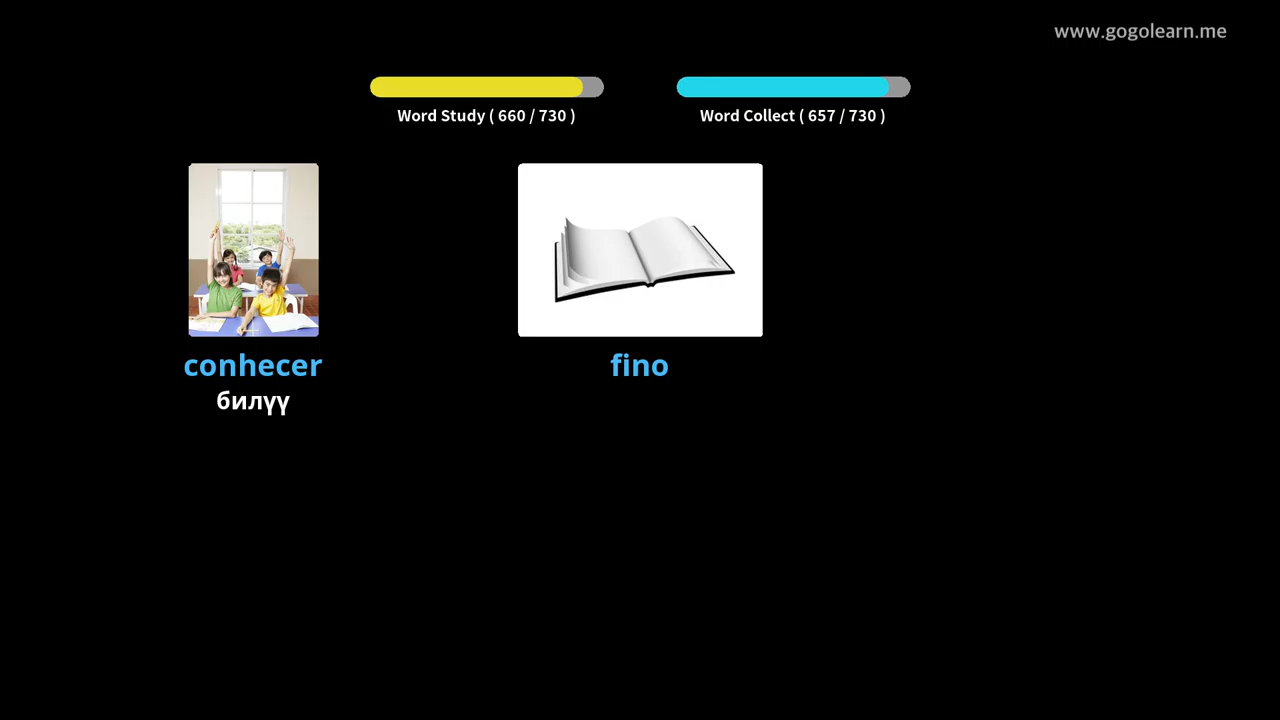 www.gogolearn.me
Word Study ( 660 / 730 )
Word Collect ( 657 / 730 )
conhecer
билүү
fino